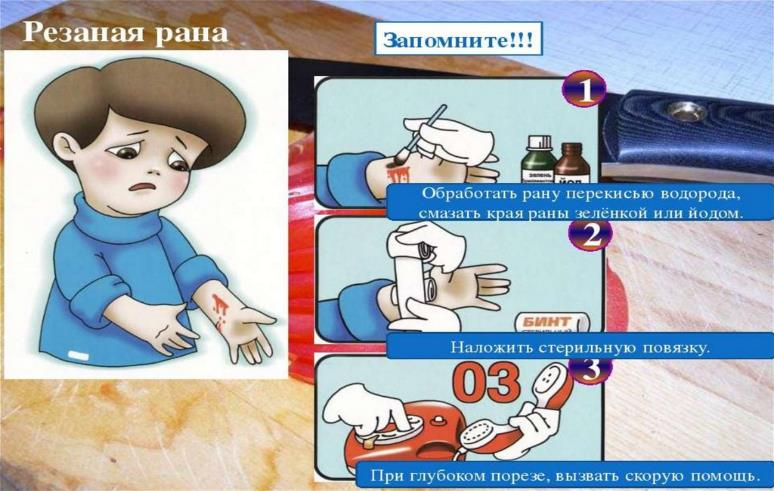 Резаная рана
Запомните!!!
1
зелень
йод
Обработать рану перекисью водорода,
смазать края раны зелёнкой или йодом.
2
БИНТ
Наложить стерильную повязку.
3
03
При глубоком порезе, вызвать скорую помощь.